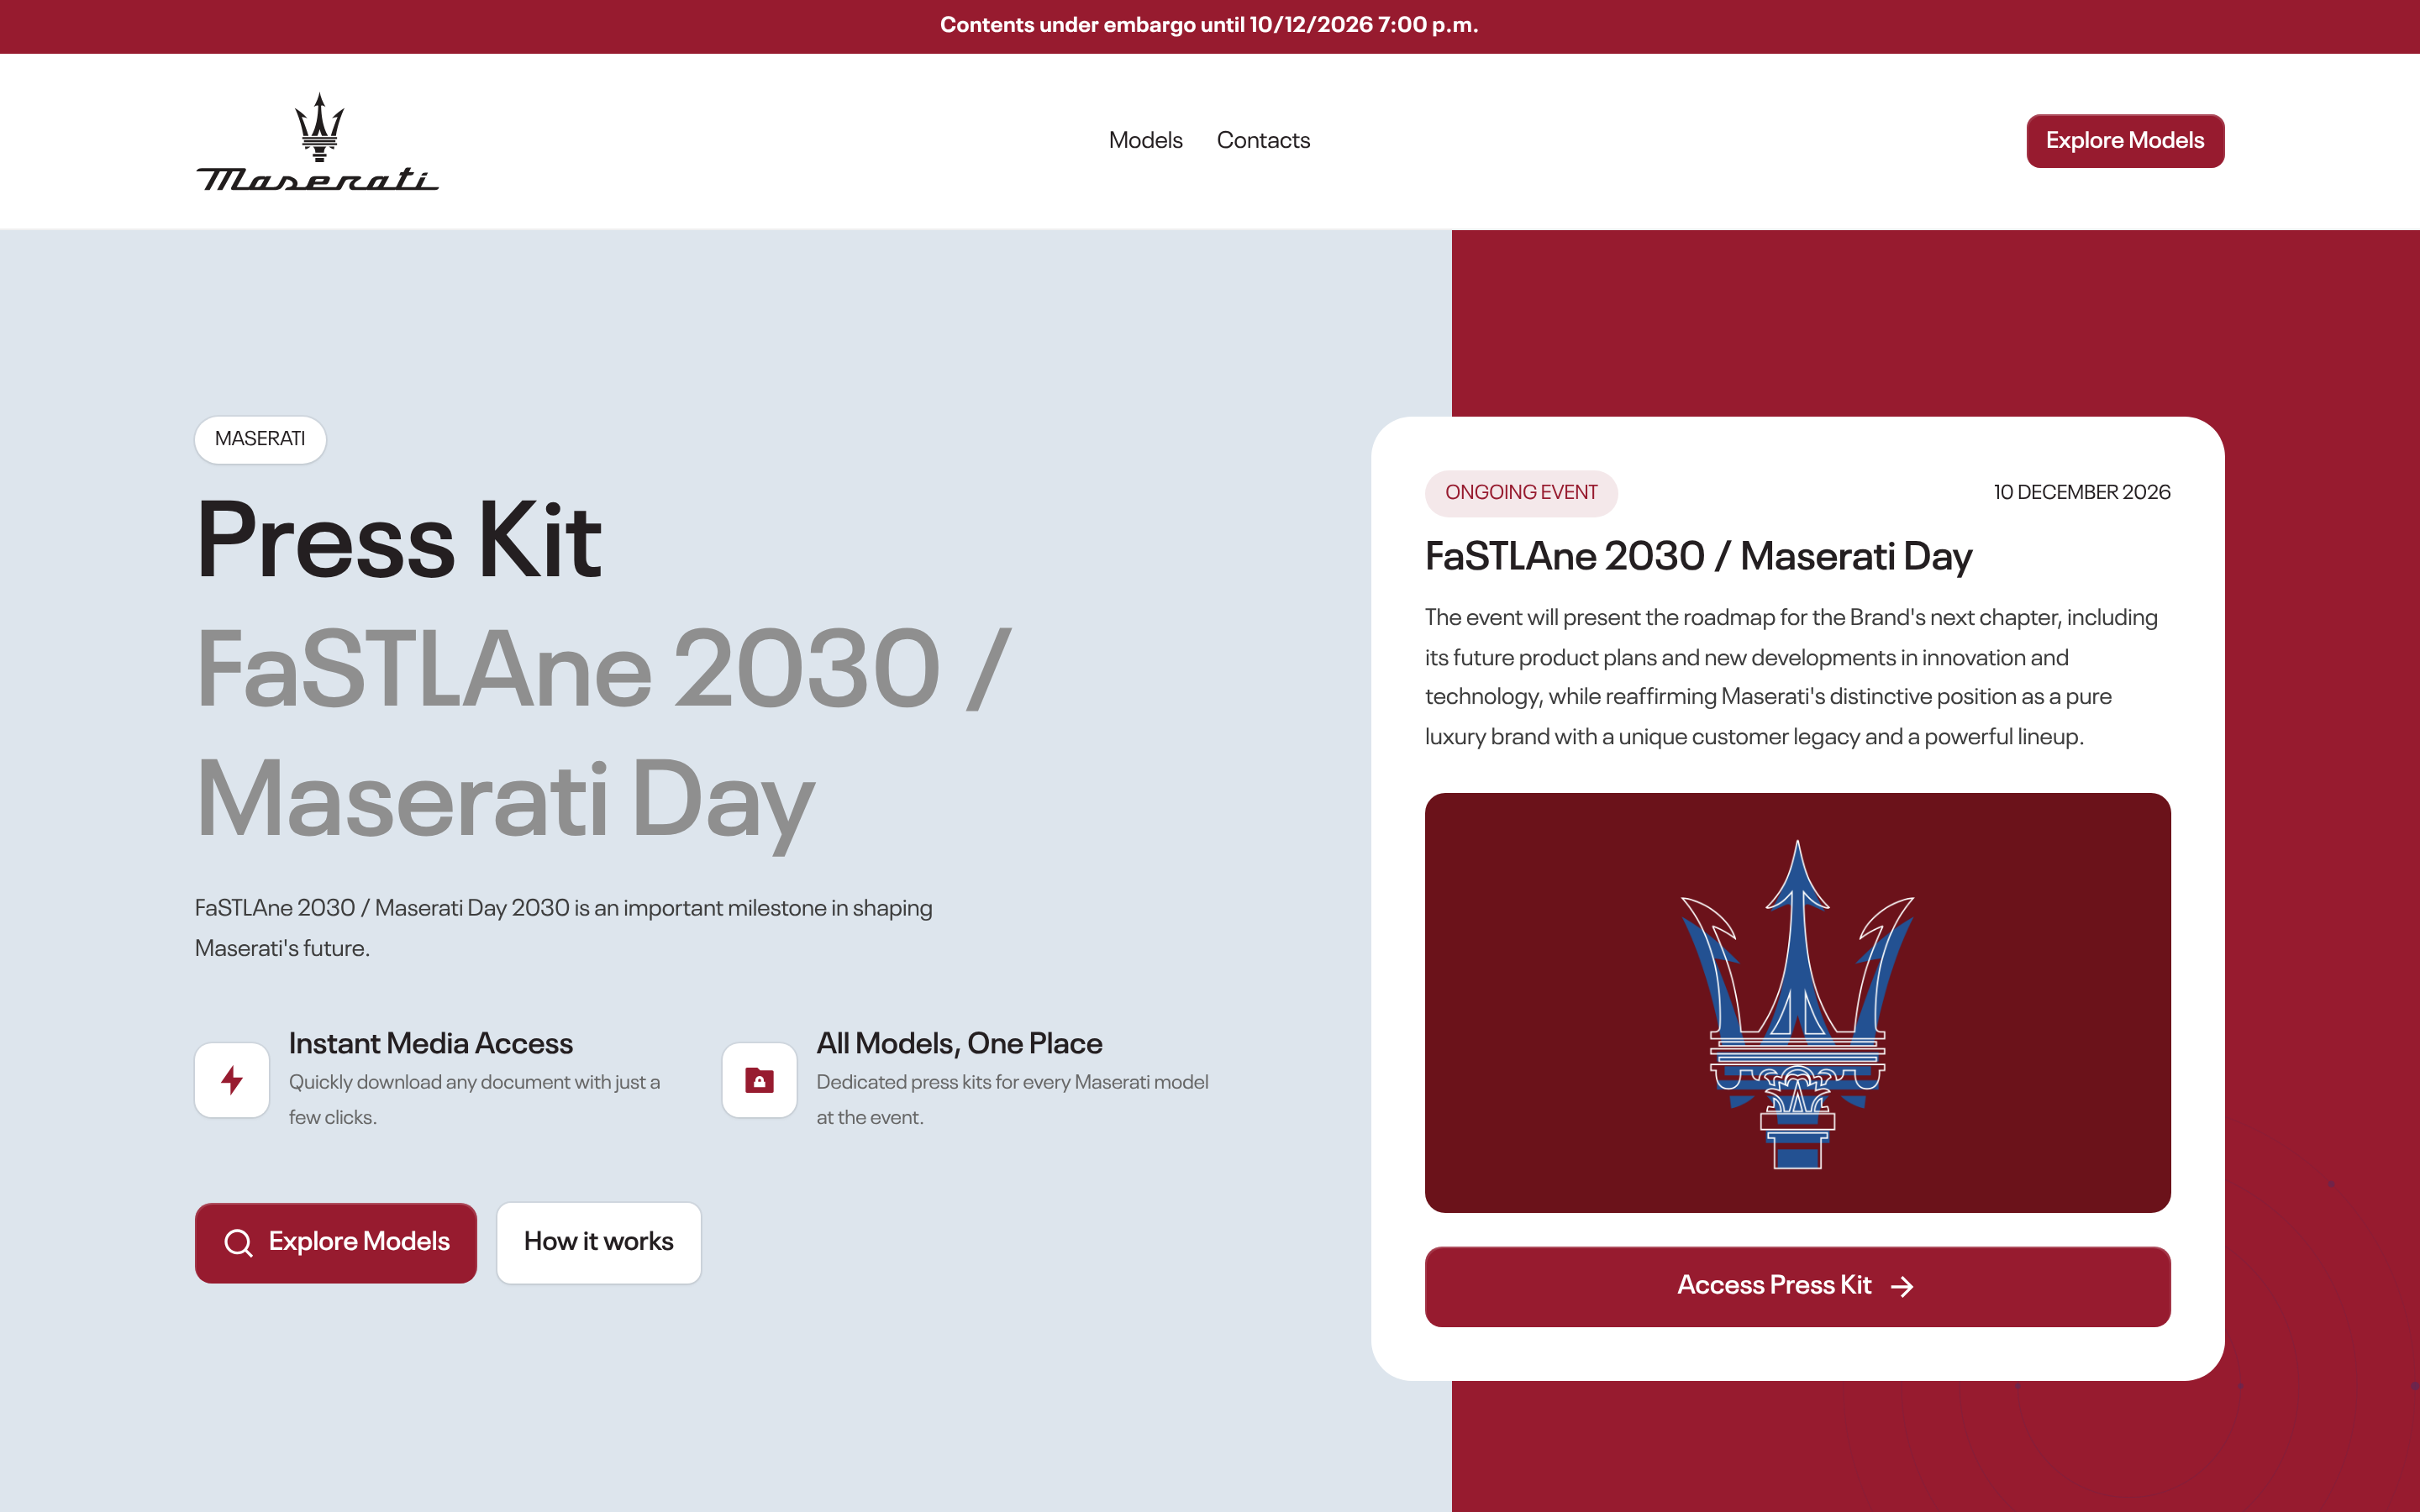 Contents under embargo until 10/12/2026 7:00 p.m.
Maserati
Models
Contacts
Explore Models
MASERATI
Press Kit
FaSTLAne 2030 /
Maserati Day
FaSTLAne 2030 / Maserati Day 2030 is an important milestone in shaping
Maserati's future.
Instant Media Access
Quickly download any document with just a
few clicks.
All Models, One Place
Dedicated press kits for every Maserati model
at the event.
Explore Models
How it works
ONGOING EVENT
10 DECEMBER 2026
FaSTLAne 2030 / Maserati Day
The event will present the roadmap for the Brand's next chapter, including
its future product plans and new developments in innovation and
technology, while reaffirming Maserati's distinctive position as a pure
luxury brand with a unique customer legacy and a powerful lineup.
Access Press Kit